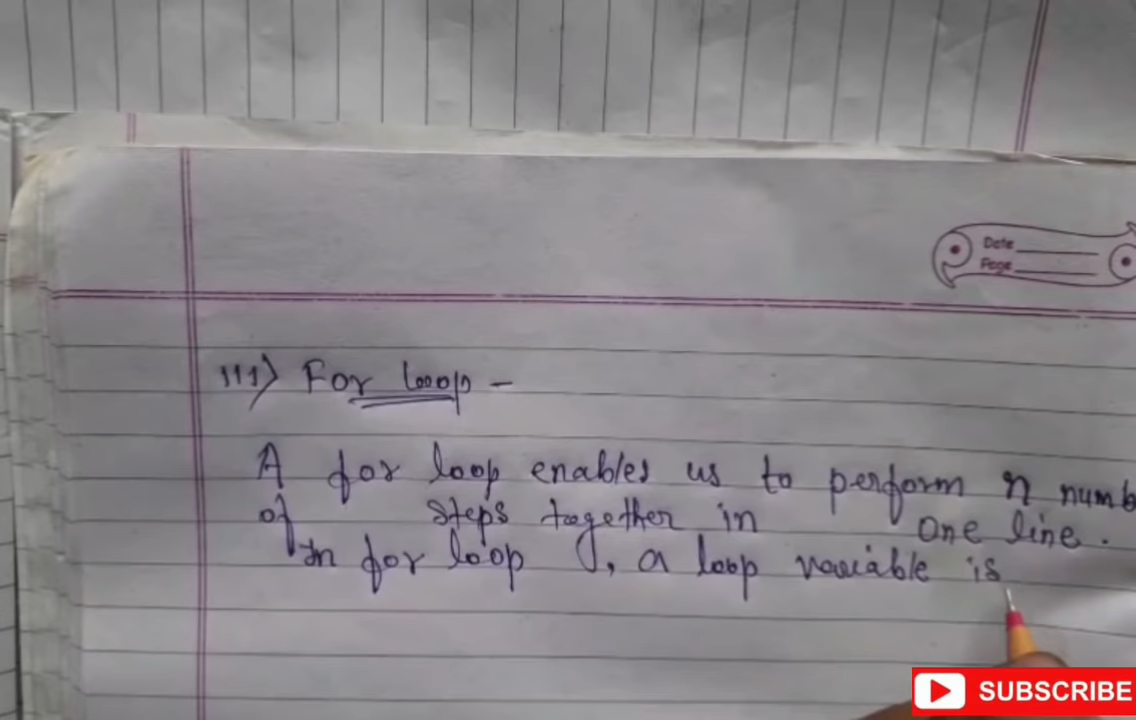 Date
Page
111) For loop -
A for loop enables us to perform n numb
of steps together in one line.
In for loop, a loop variable is
SUBSCRIBE